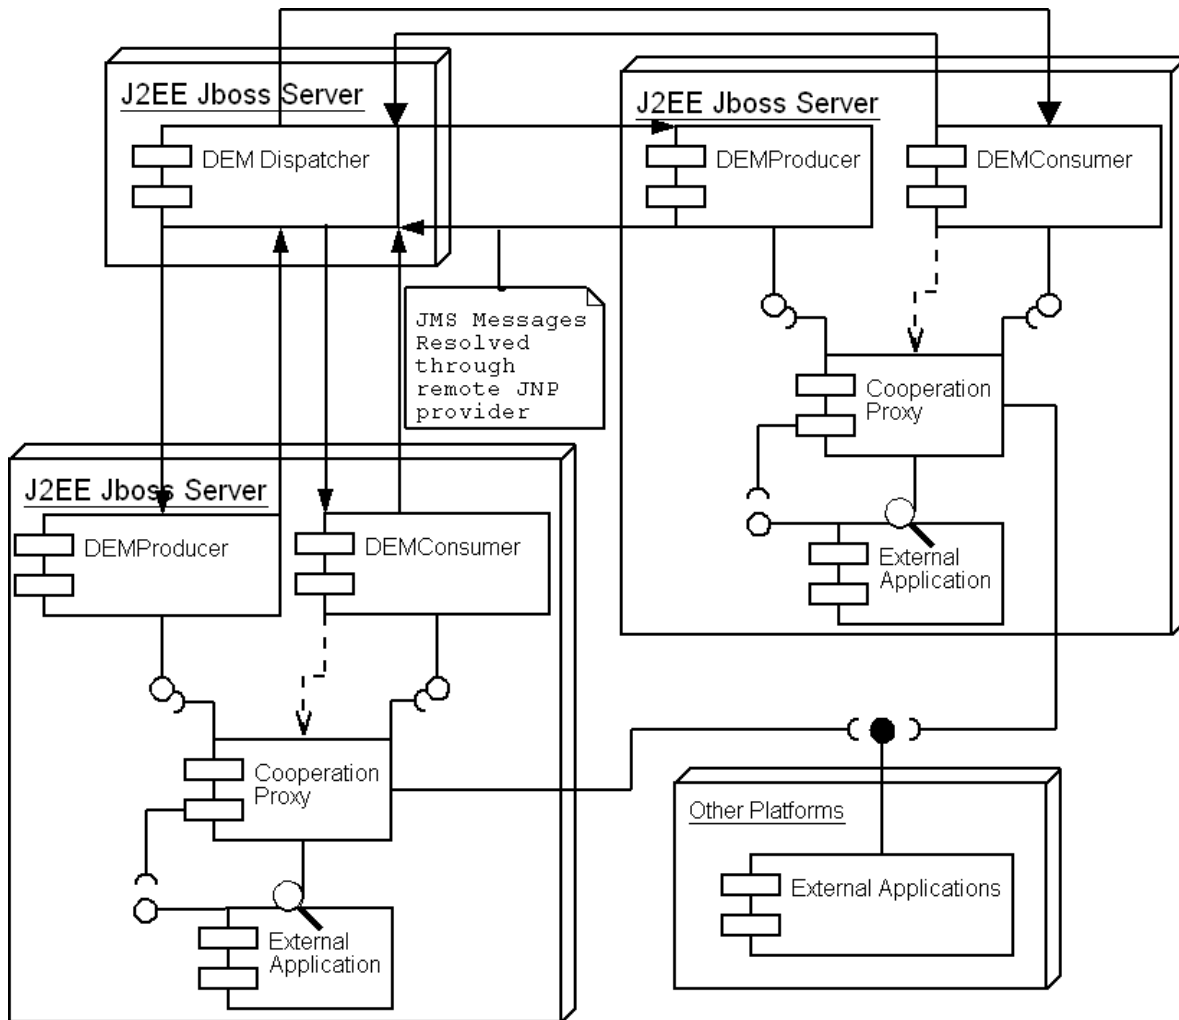 J2EE Jboss Server
DEM Dispatcher
J2EE Jboss Server
DEMProducer
DEMConsumer
JMS Messages
Resolved
through
remote JNP
provider
Cooperation
Proxy
External
Application
J2EE Jboss Server
DEMProducer
DEMConsumer
Cooperation
Proxy
External
Application
Other Platforms
External Applications